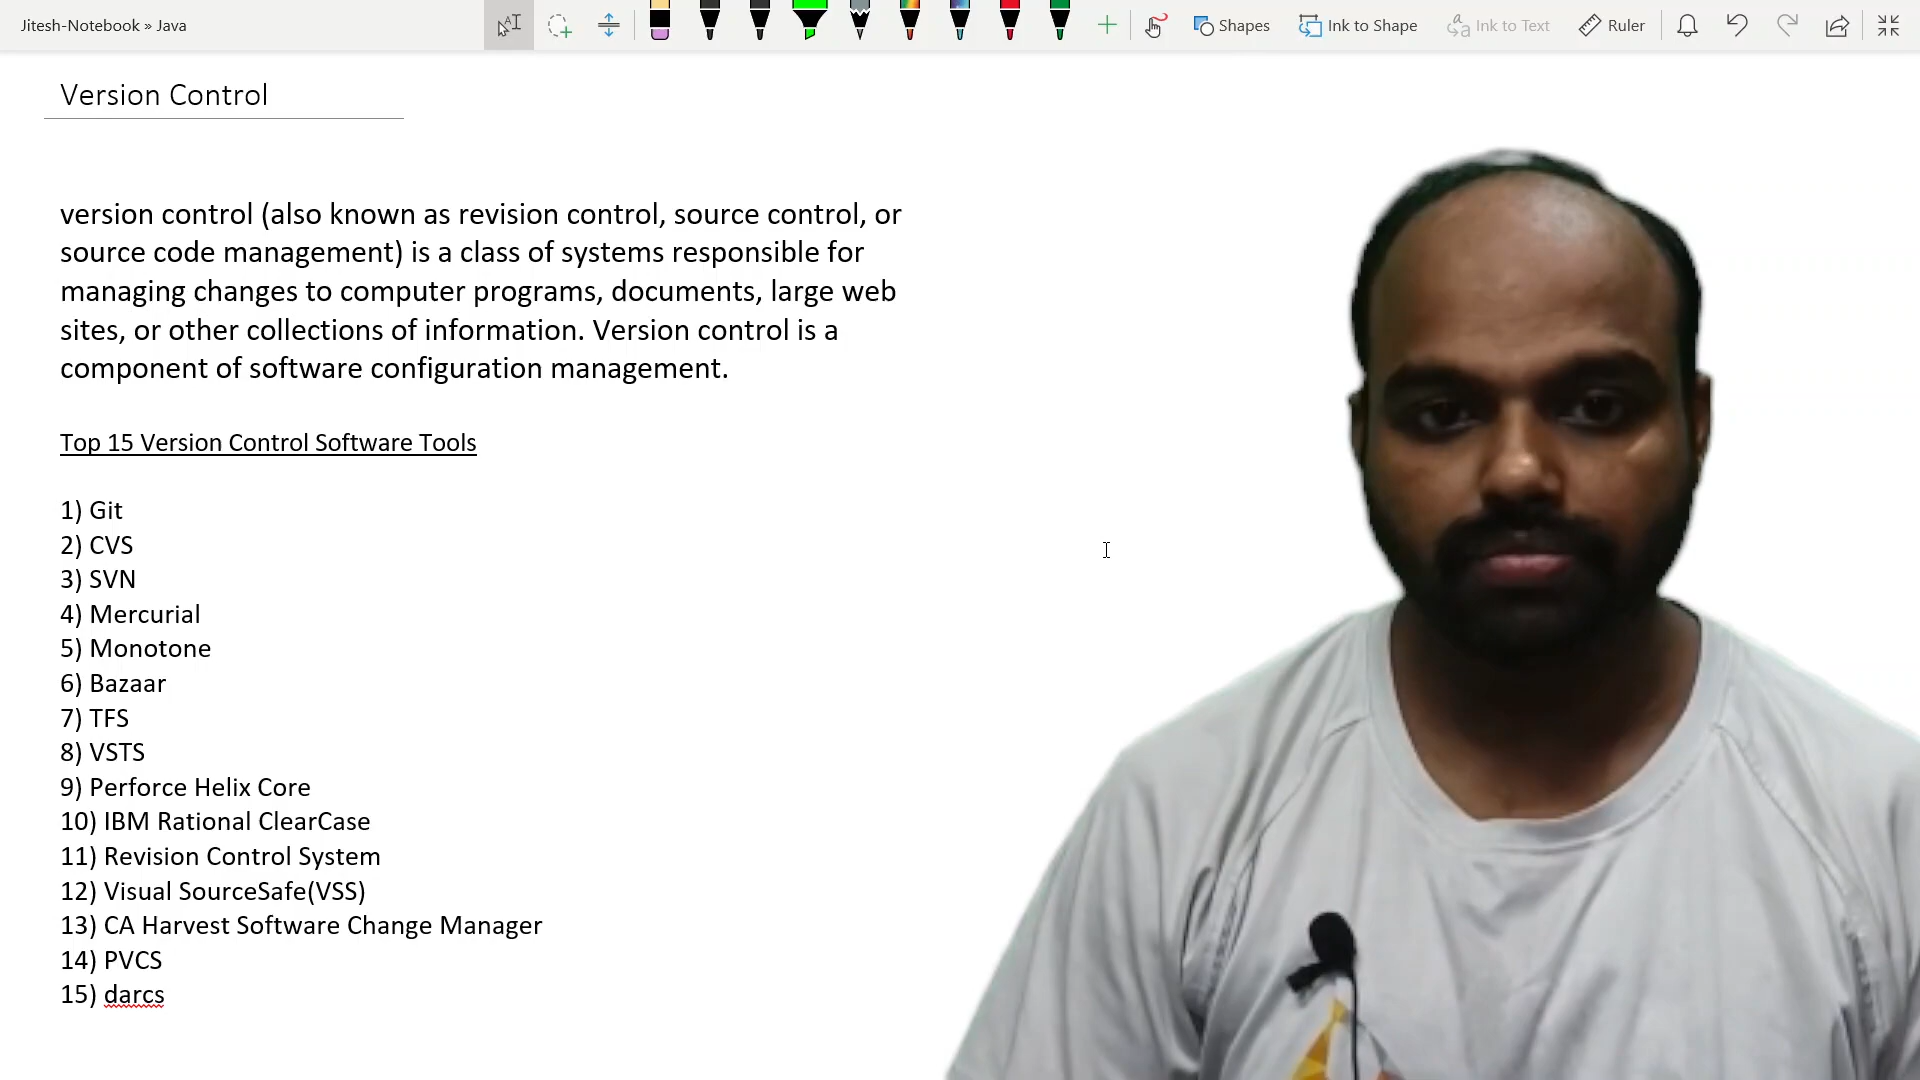 Jitesh-Notebook » Java
Shapes
Ink to Shape
Ink to Text
Ruler
Version Control
version control (also known as revision control, source control, or
source code management) is a class of systems responsible for
managing changes to computer programs, documents, large web
sites, or other collections of information. Version control is a
component of software configuration management.
Top 15 Version Control Software Tools
1) Git
2) CVS
3) SVN
4) Mercurial
5) Monotone
6) Bazaar
7) TFS
8) VSTS
9) Perforce Helix Core
10) IBM Rational ClearCase
11) Revision Control System
12) Visual SourceSafe(VSS)
13) CA Harvest Software Change Manager
14) PVCS
15) darcs